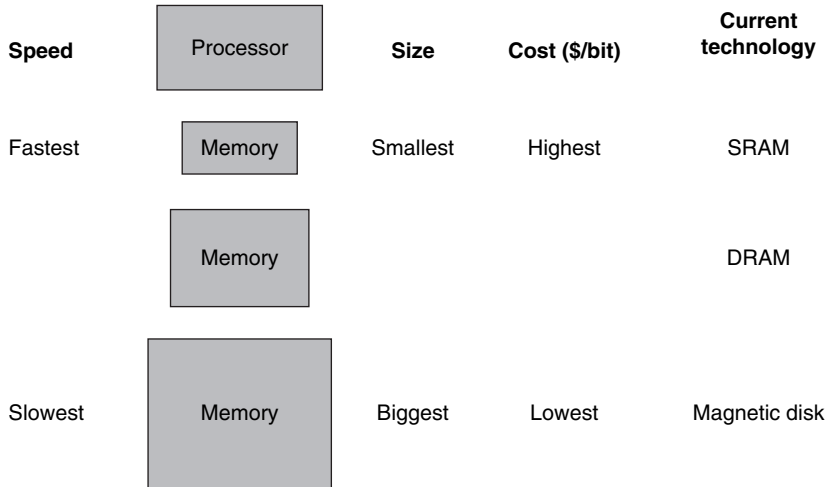 Speed
Processor
Size
Cost ($/bit)
Current
technology
Fastest
Memory
Smallest
Highest
SRAM
Memory
DRAM
Slowest
Memory
Biggest
Lowest
Magnetic disk